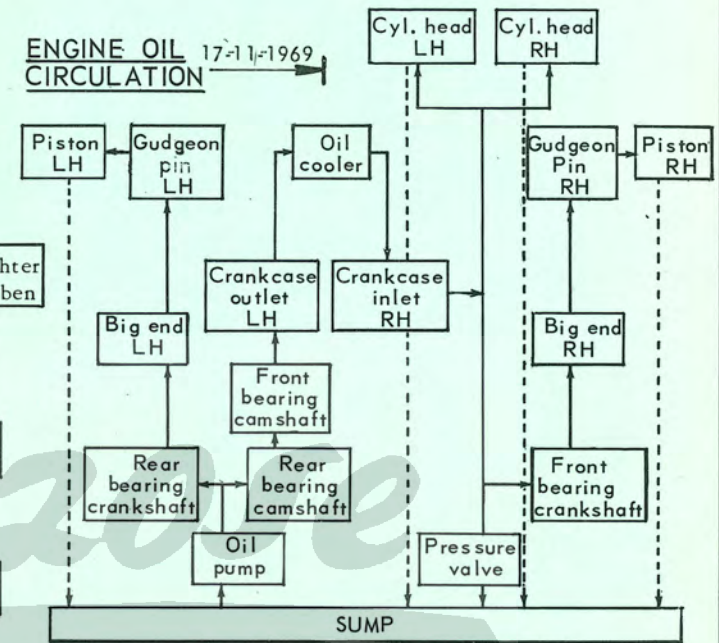 ENGINE OIL
CIRCULATION
17-11-1969
Cyl. head
LH
Cyl. head
RH
Piston
LH
Gudgeon
pin
LH
Oil
cooler
Gudgeon
Pin
RH
Piston
RH
hter
ben
Crankcase
outlet
LH
Crankcase
inlet
RH
Big end
LH
Big end
RH
Front
bearing
camshaft
Rear
bearing
crankshaft
Rear
bearing
camshaft
Front
bearing
crankshaft
Oil
pump
Pressure
valve
SUMP